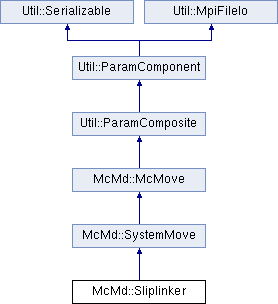 Util::Serializable Util::MpiFileIo
Util::ParamComponent
Util::ParamComposite
McMd::McMove
McMd::SystemMove
McMd::Sliplinker